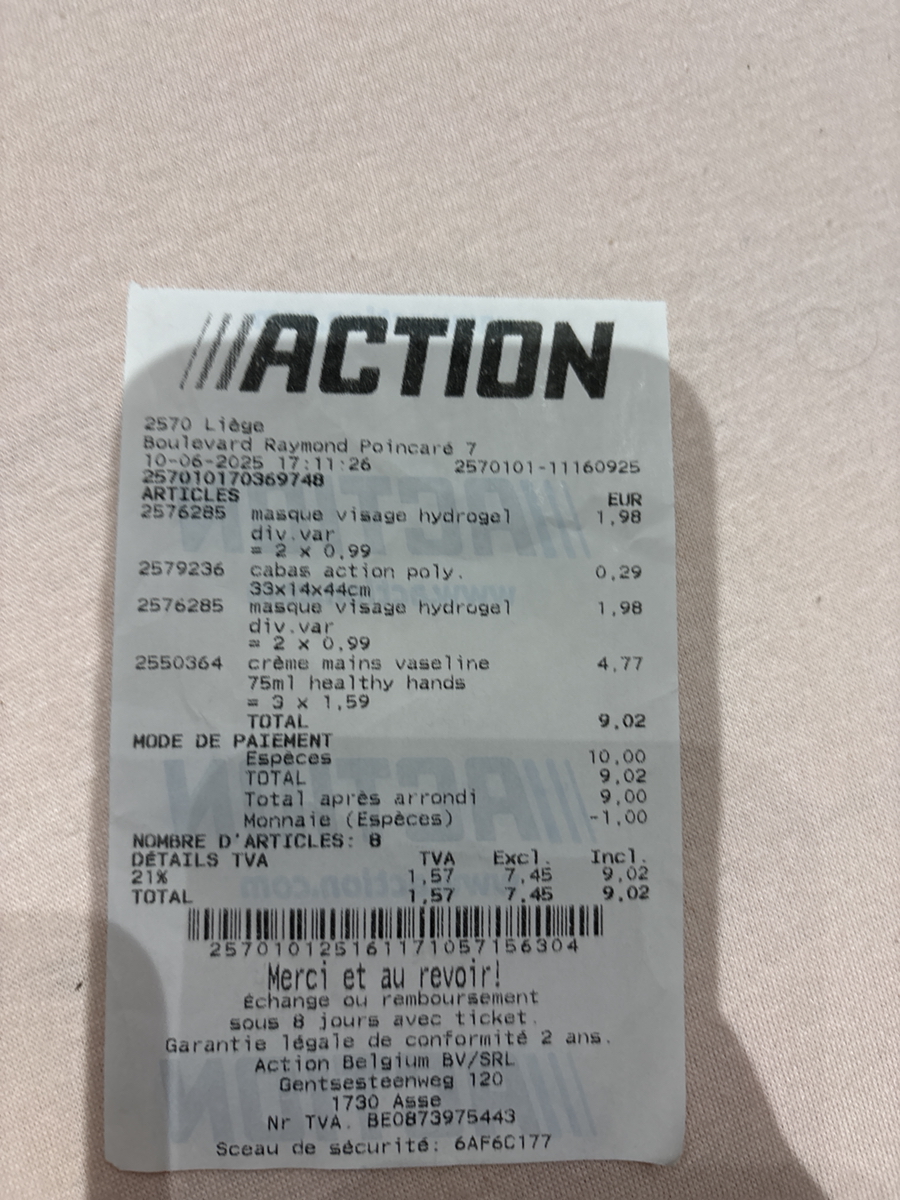 ACTION
2570 Liège
Boulevard Raymond Poincaré 7
10-06-2025 17:11:26 2570101-11160925
257010170369748
ARTICLES EUR
2576285 masque visage hydrogel 1,98
div.var
= 2 x 0,99
2579236 cabas action poly. 0,29
33x14x44cm
2576285 masque visage hydrogel 1,98
div.var
= 2 x 0,99
2550364 crème mains vaseline 4,77
75ml healthy hands
= 3 x 1,59
TOTAL 9,02
MODE DE PAIEMENT
Espèces 10,00
TOTAL 9,02
Total après arrondi 9,00
Monnaie (Espèces) -1,00
NOMBRE D'ARTICLES: 8
DÉTAILS TVA TVA Excl. Incl.
21% 1,57 7,45 9,02
TOTAL 1,57 7,45 9,02
257010125161171057156304
Merci et au revoir!
Échange ou remboursement
sous 8 jours avec ticket.
Garantie légale de conformité 2 ans.
Action Belgium BV/SRL
Gentsesteenweg 120
1730 Asse
Nr TVA. BE0873975443
Sceau de sécurité: 6AF6C177